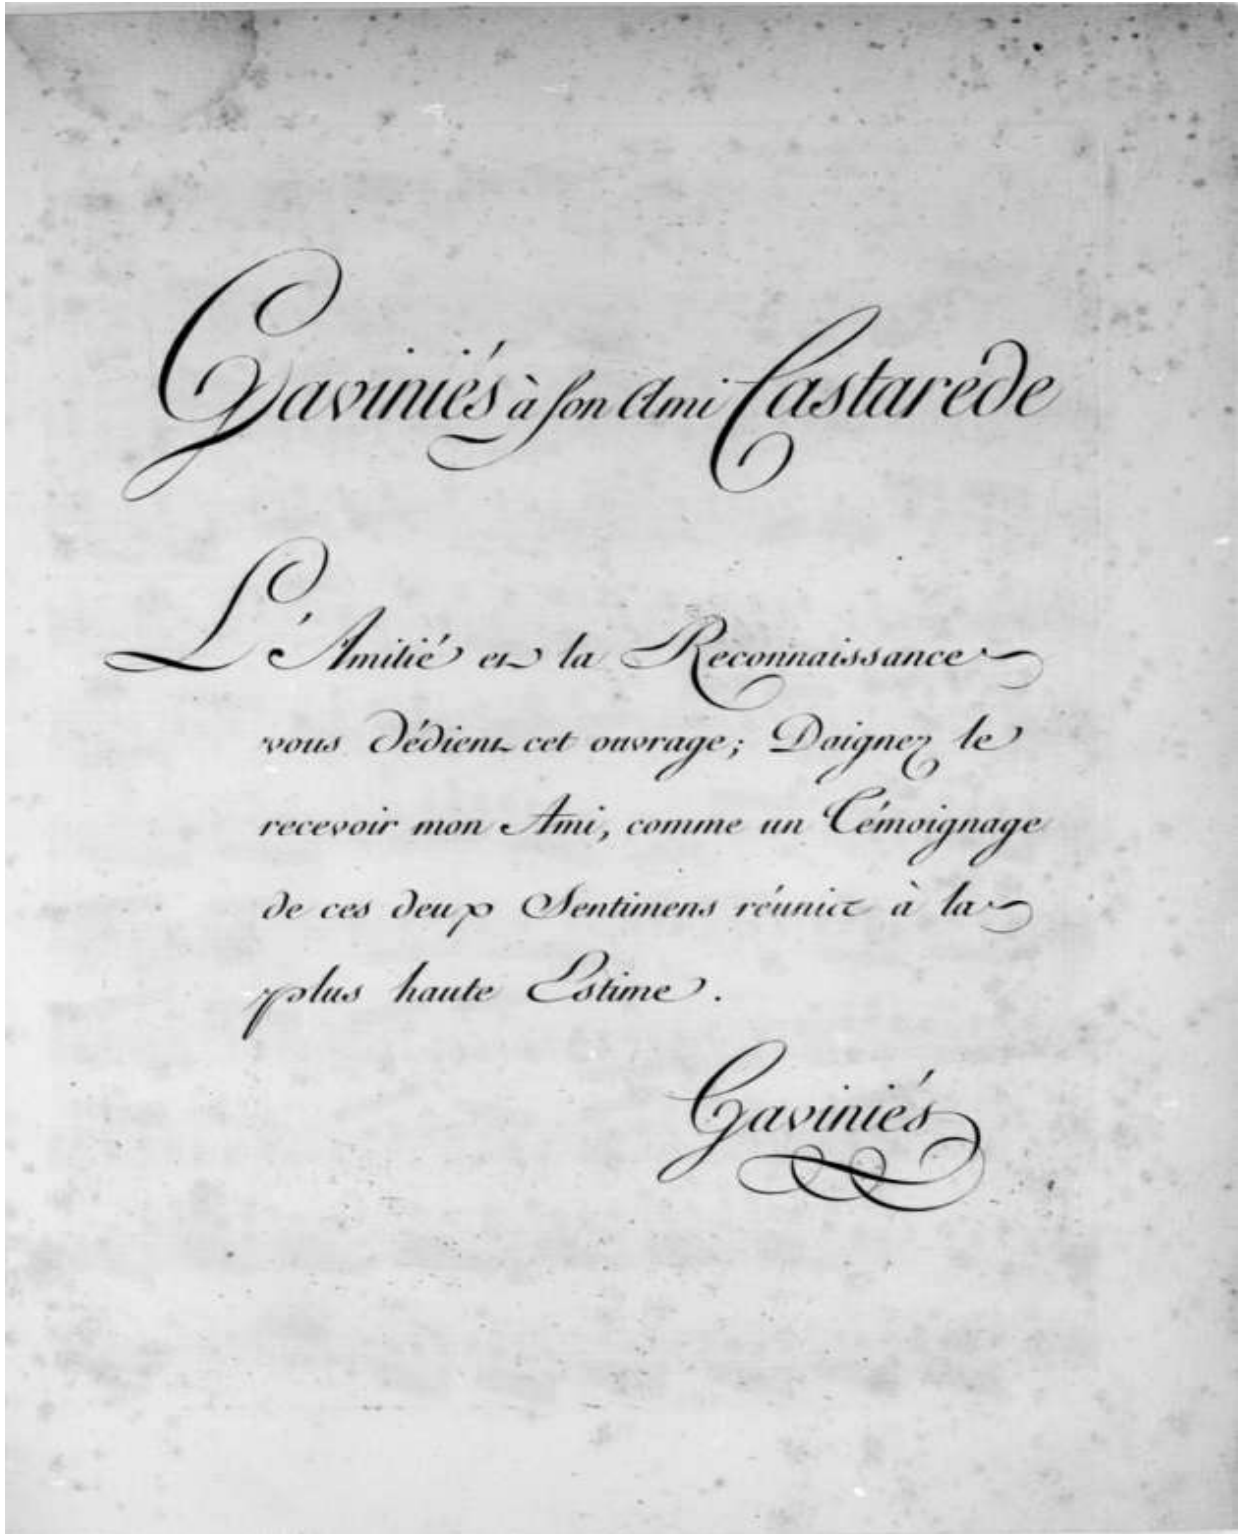 Gaviniés à son Ami Castarède
L'Amitié et la Reconnaissance
vous dédient cet ouvrage; Daignez le
recevoir mon Ami, comme un Témoignage
de ces deux Sentimens réunis à la
plus haute Estime.
Gaviniés